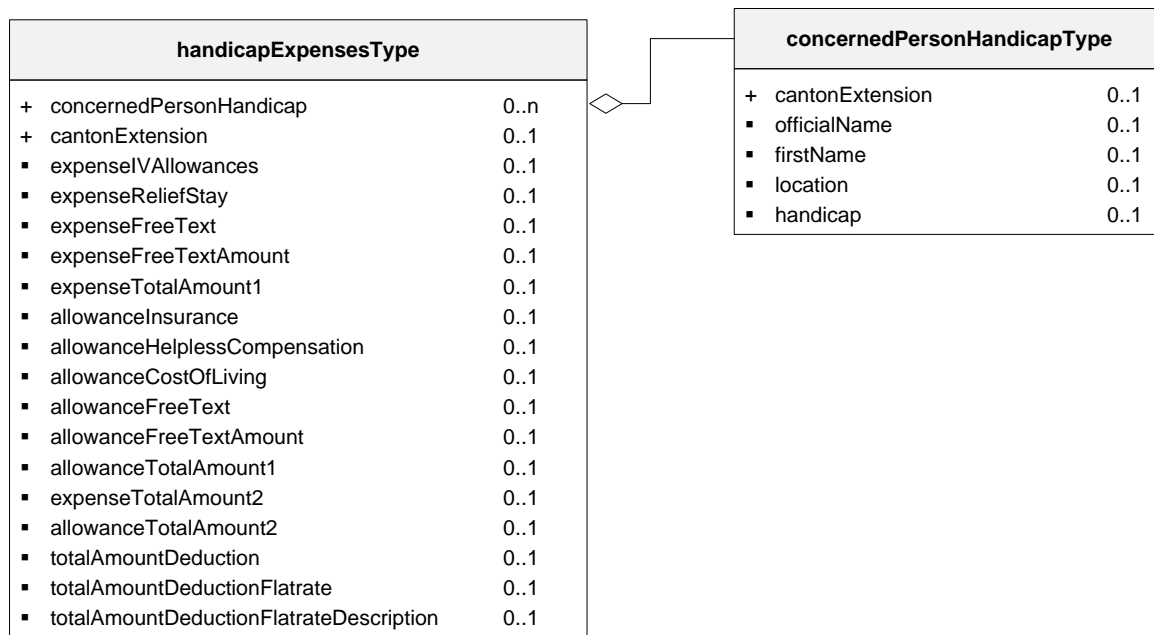 handicapExpensesType
+ concernedPersonHandicap 0..n
+ cantonExtension 0..1
▪ expenseIVAllowances 0..1
▪ expenseReliefStay 0..1
▪ expenseFreeText 0..1
▪ expenseFreeTextAmount 0..1
▪ expenseTotalAmount1 0..1
▪ allowanceInsurance 0..1
▪ allowanceHelplessCompensation 0..1
▪ allowanceCostOfLiving 0..1
▪ allowanceFreeText 0..1
▪ allowanceFreeTextAmount 0..1
▪ allowanceTotalAmount1 0..1
▪ expenseTotalAmount2 0..1
▪ allowanceTotalAmount2 0..1
▪ totalAmountDeduction 0..1
▪ totalAmountDeductionFlatrate 0..1
▪ totalAmountDeductionFlatrateDescription 0..1
concernedPersonHandicapType
+ cantonExtension 0..1
▪ officialName 0..1
▪ firstName 0..1
▪ location 0..1
▪ handicap 0..1